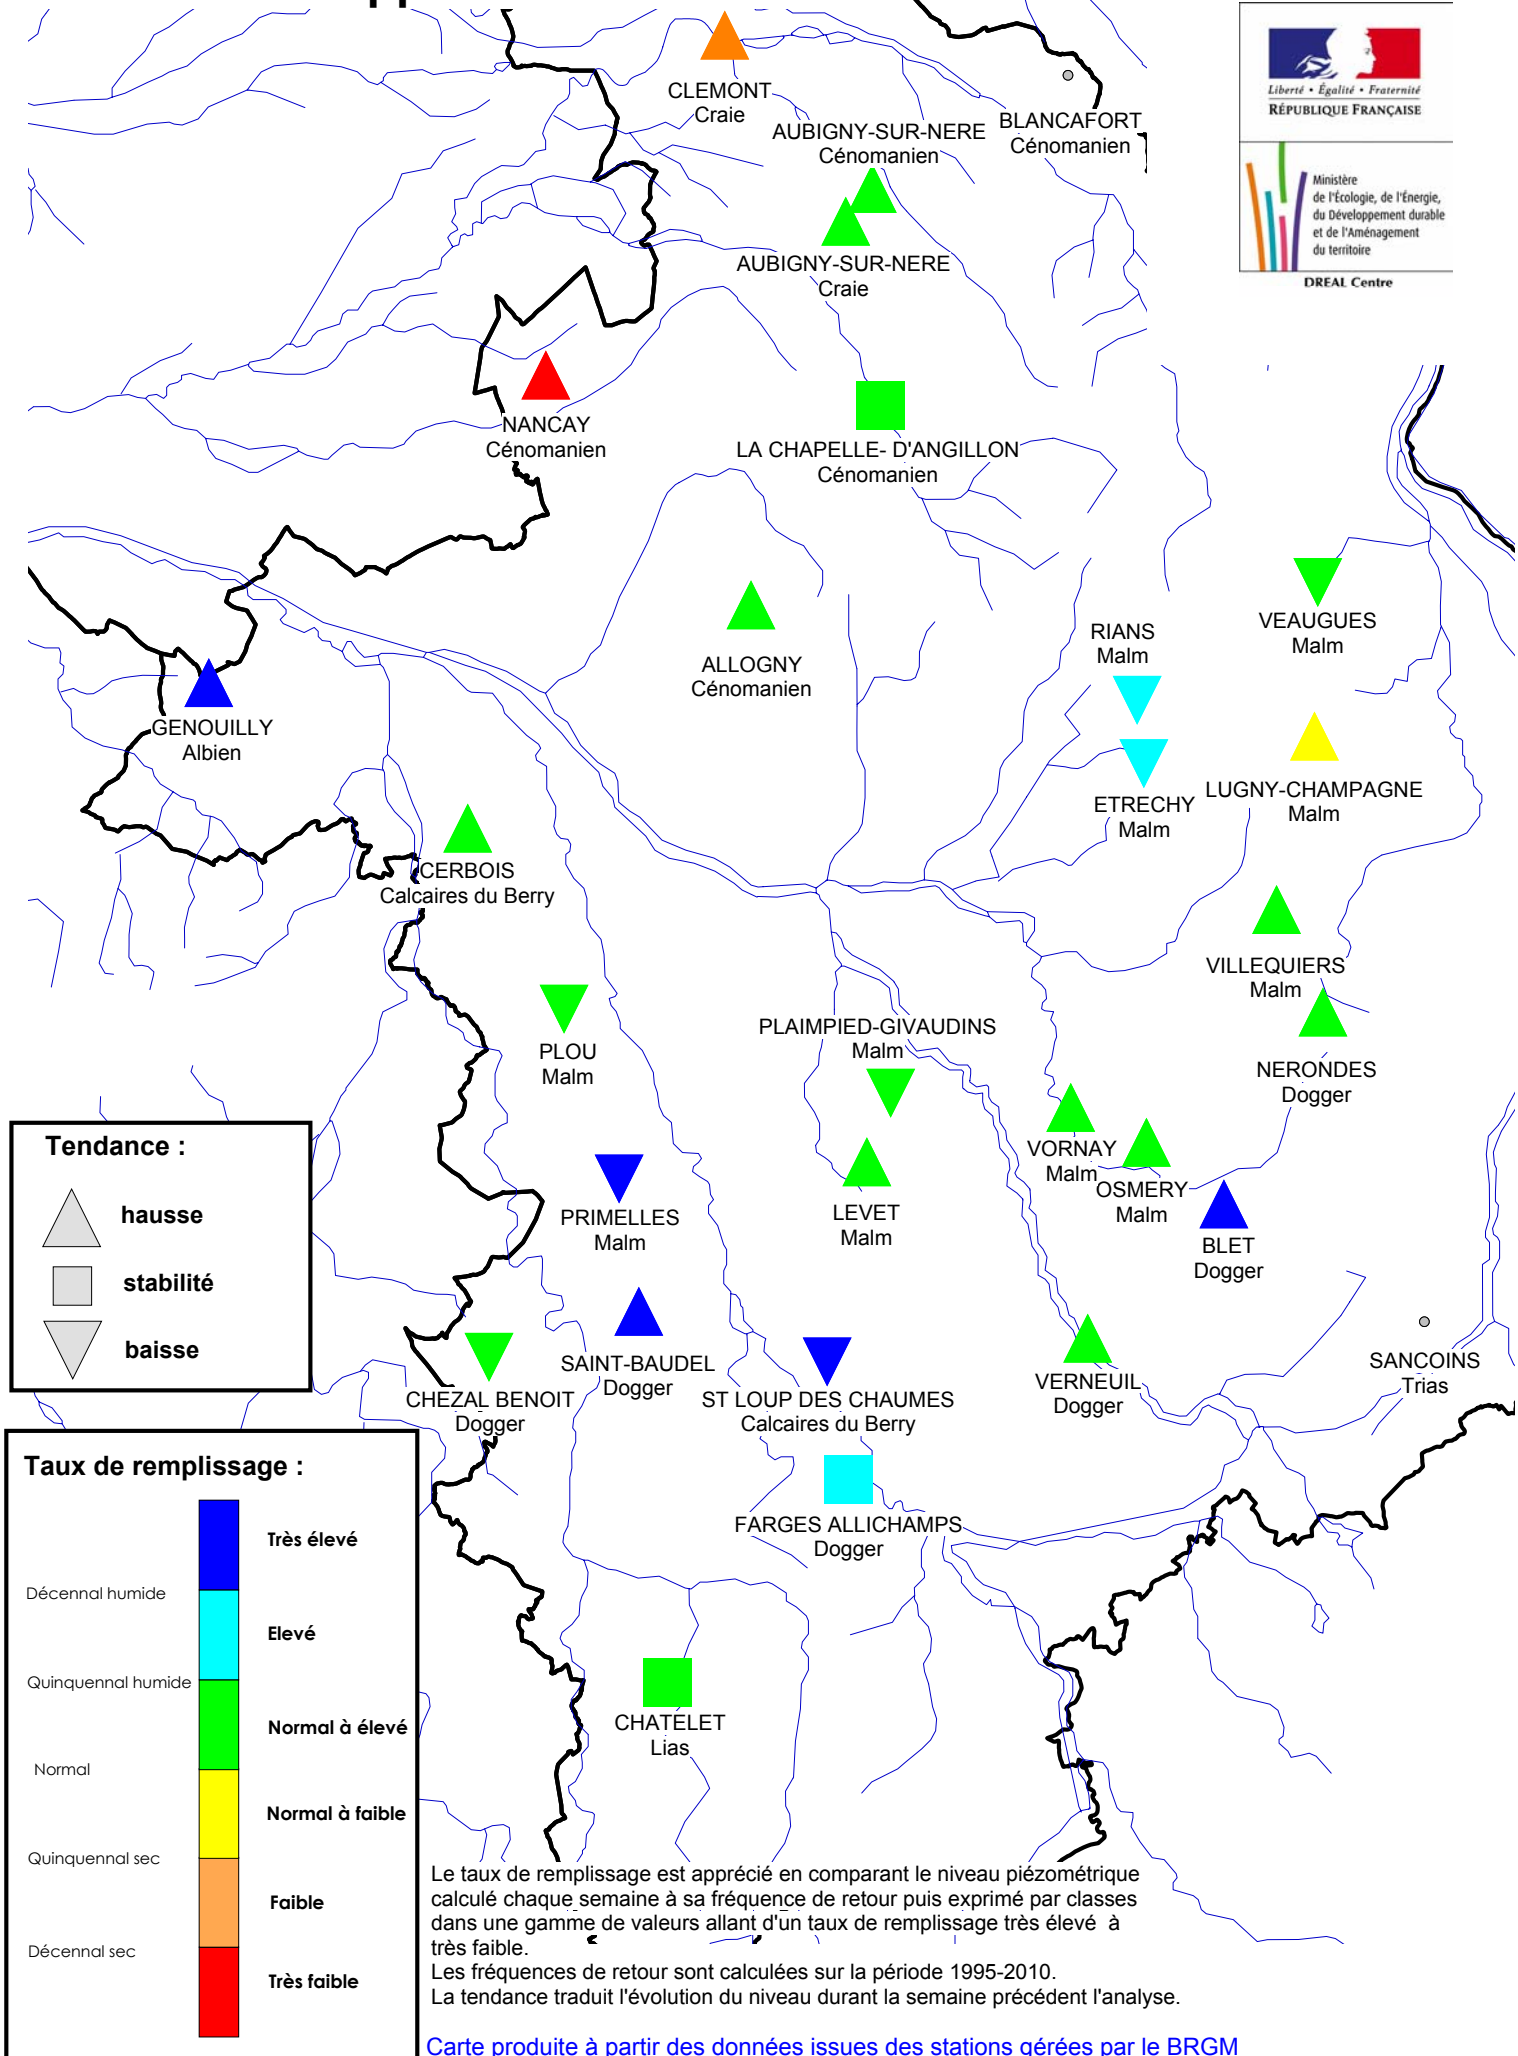 CLEMONT
Craie
AUBIGNY-SUR-NERE
Cénomanien
BLANCAFORT
Cénomanien
Liberté • Égalité • Fraternité
RÉPUBLIQUE FRANÇAISE
Ministère
de l'Écologie, de l'Énergie,
du Développement durable
et de l'Aménagement
du territoire
DREAL Centre
AUBIGNY-SUR-NERE
Craie
NANCAY
Cénomanien
LA CHAPELLE- D'ANGILLON
Cénomanien
VEAUGUES
Malm
RIANS
Malm
ALLOGNY
Cénomanien
GENOUILLY
Albien
ETRECHY
Malm
LUGNY-CHAMPAGNE
Malm
CERBOIS
Calcaires du Berry
VILLEQUIERS
Malm
PLOU
Malm
PLAIMPIED-GIVAUDINS
Malm
NERONDES
Dogger
VORNAY
Malm
OSMERY
Malm
PRIMELLES
Malm
LEVET
Malm
BLET
Dogger
Tendance :
hausse
stabilité
baisse
SAINT-BAUDEL
Dogger
CHEZAL BENOIT
Dogger
ST LOUP DES CHAUMES
Calcaires du Berry
VERNEUIL
Dogger
SANCOINS
Trias
FARGES ALLICHAMPS
Dogger
CHATELET
Lias
Taux de remplissage :
Très élevé
Décennal humide
Elevé
Quinquennal humide
Normal à élevé
Normal
Normal à faible
Quinquennal sec
Faible
Décennal sec
Très faible
Le taux de remplissage est apprécié en comparant le niveau piézométrique
calculé chaque semaine à sa fréquence de retour puis exprimé par classes
dans une gamme de valeurs allant d'un taux de remplissage très élevé à
très faible.
Les fréquences de retour sont calculées sur la période 1995-2010.
La tendance traduit l'évolution du niveau durant la semaine précédent l'analyse.
Carte produite à partir des données issues des stations gérées par le BRGM